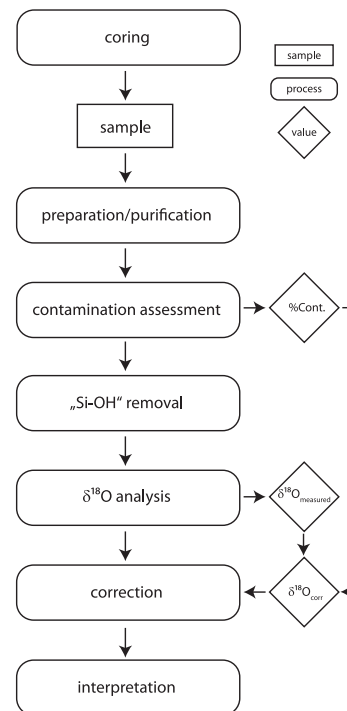 coring
sample
process
value
sample
preparation/purification
contamination assessment
%Cont.
„Si-OH“ removal
δ¹⁸O analysis
δ¹⁸Omeasured
correction
δ¹⁸Ocorr
interpretation